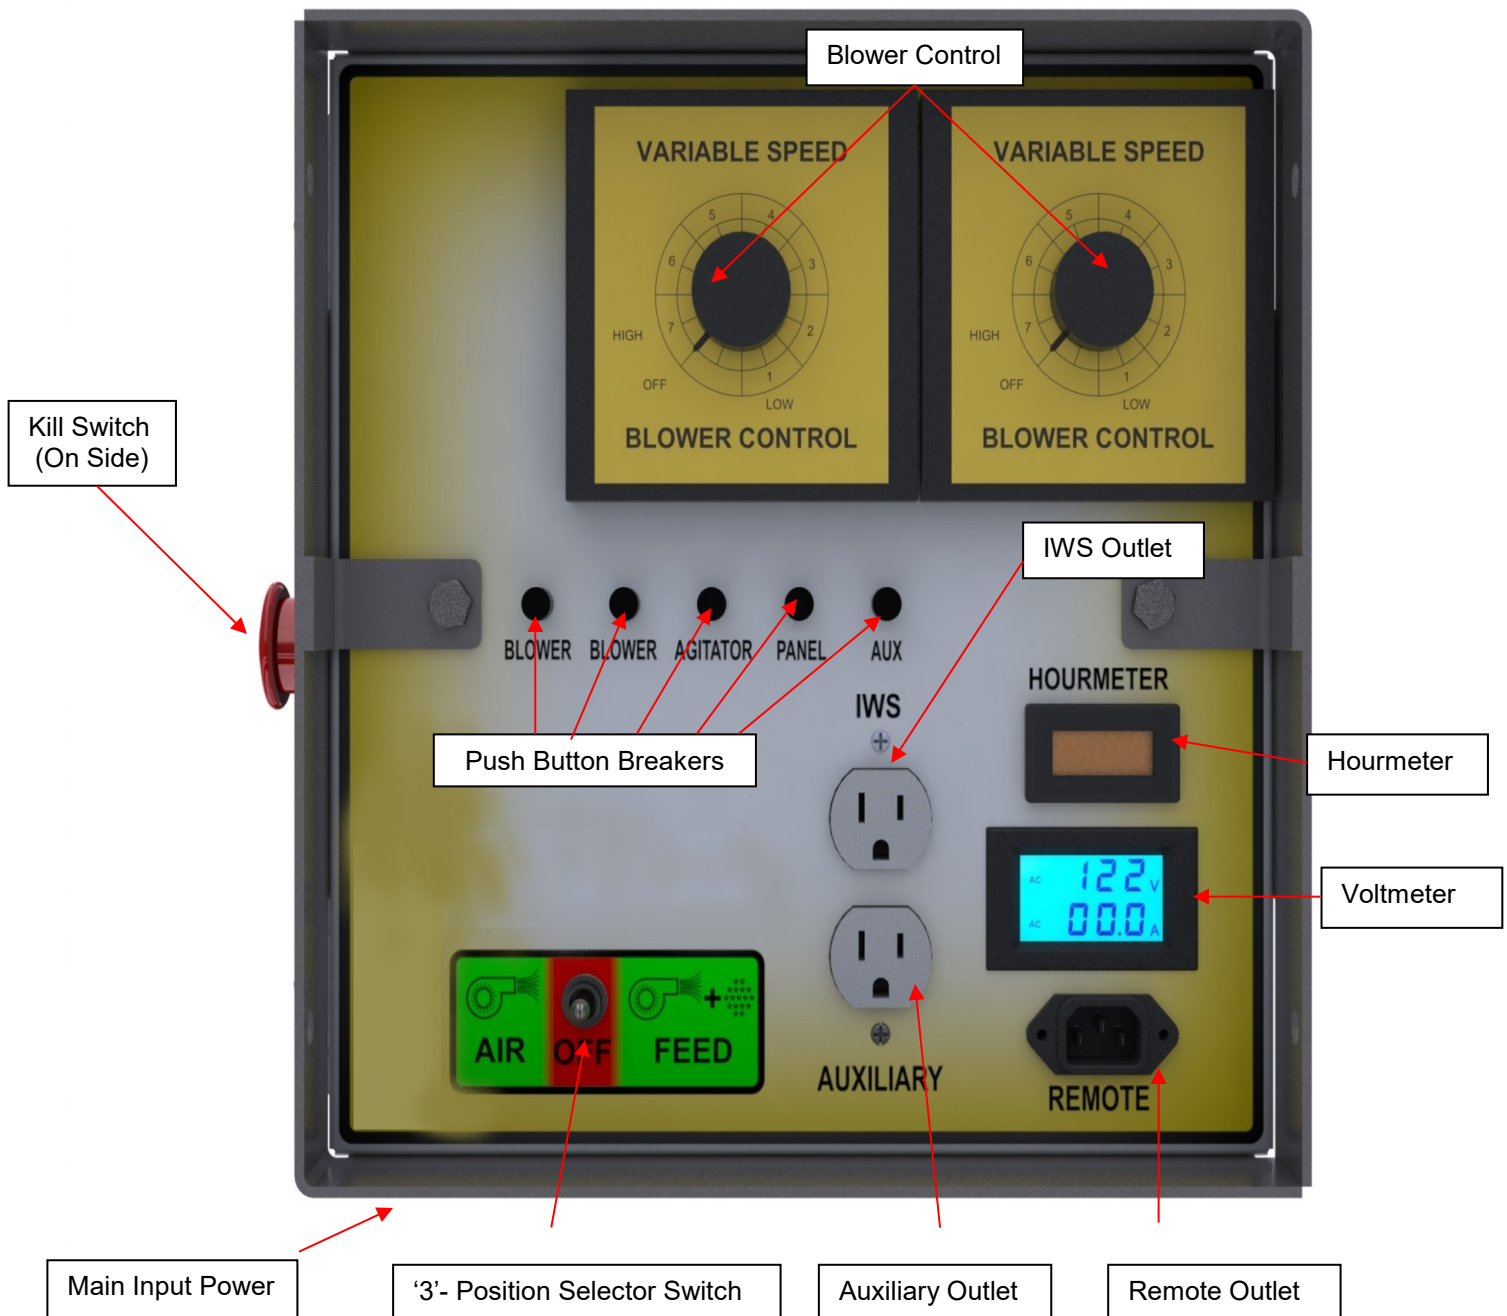 Blower Control
VARIABLE SPEED
5 4
6 3
HIGH 7 2
OFF 1
LOW
BLOWER CONTROL
VARIABLE SPEED
5 4
6 3
HIGH 7 2
OFF 1
LOW
BLOWER CONTROL
Kill Switch
(On Side)
IWS Outlet
BLOWER BLOWER AGITATOR PANEL AUX
Push Button Breakers
IWS
HOURMETER
Hourmeter
AC 122 V
AC 00.0 A
Voltmeter
AIR OFF FEED
AUXILIARY
REMOTE
Main Input Power
‘3’- Position Selector Switch
Auxiliary Outlet
Remote Outlet